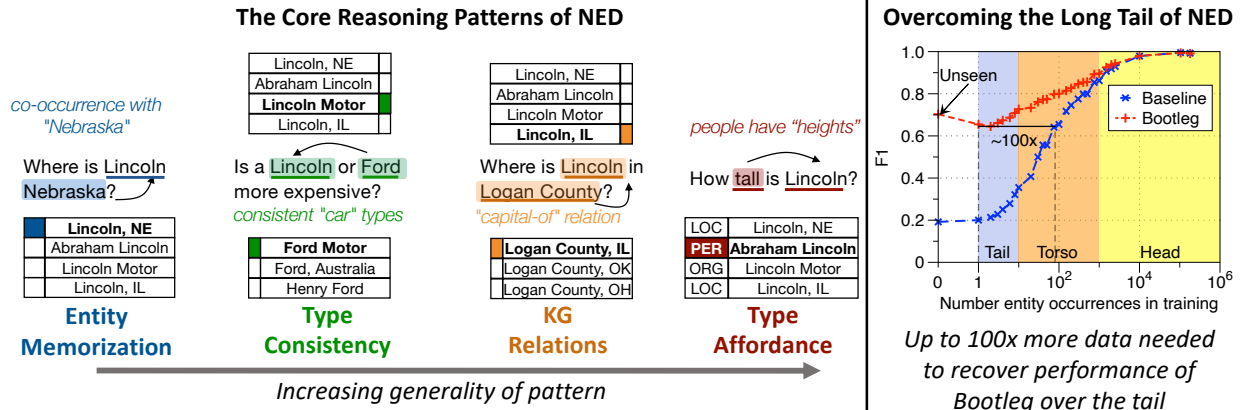 The Core Reasoning Patterns of NED
co-occurrence with
"Nebraska"
Where is Lincoln
Nebraska?
Lincoln, NE
Abraham Lincoln
Lincoln Motor
Lincoln, IL
Entity
Memorization
Lincoln, NE
Abraham Lincoln
Lincoln Motor
Lincoln, IL
Is a Lincoln or Ford
more expensive?
consistent "car" types
Ford Motor
Ford, Australia
Henry Ford
Type
Consistency
Lincoln, NE
Abraham Lincoln
Lincoln Motor
Lincoln, IL
Where is Lincoln in
Logan County?
"capital-of" relation
Logan County, IL
Logan County, OK
Logan County, OH
KG
Relations
people have “heights”
How tall is Lincoln?
LOC Lincoln, NE
PER Abraham Lincoln
ORG Lincoln Motor
LOC Lincoln, IL
Type
Affordance
Increasing generality of pattern
Overcoming the Long Tail of NED
1.0
0.8
0.6
0.4
0.2
0.0
F1
Unseen
Baseline
Bootleg
~100x
Tail Torso Head
0 1 10² 10⁴ 10⁶
Number entity occurrences in training
Up to 100x more data needed
to recover performance of
Bootleg over the tail